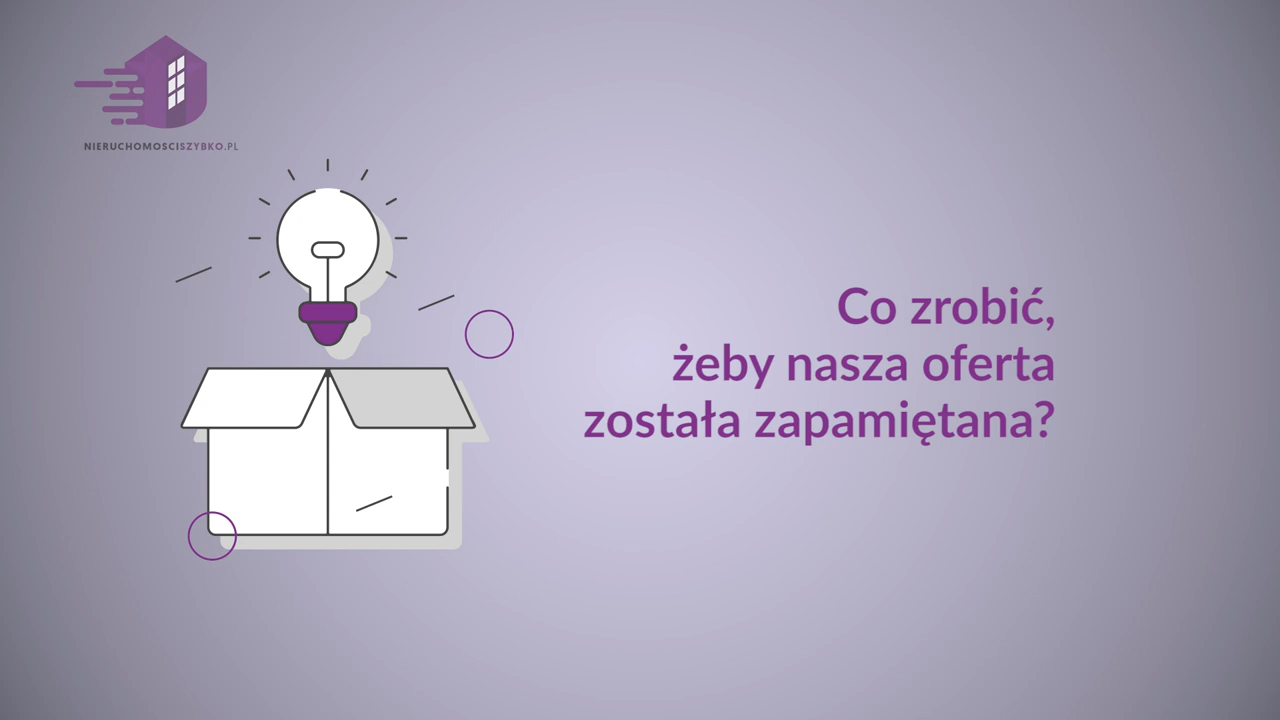 NIERUCHOMOSCISZYBKO.PL
Co zrobić,
żeby nasza oferta
została zapamiętana?